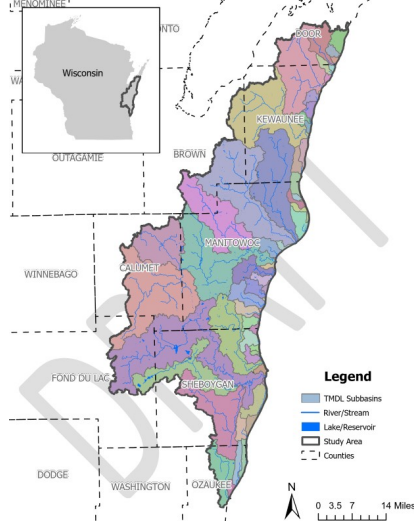 MENOMINEE
DOOR
NTO
Wisconsin
WA
KEWAUNEE
OUTAGAMIE
BROWN
MANITOWOC
CALUMET
WINNEBAGO
FOND DU LAC
SHEBOYGAN
DODGE
WASHINGTON
OZAUKEE
DRAFT
Legend
TMDL Subbasins
River/Stream
Lake/Reservoir
Study Area
Counties
N
0 3.5 7 14 Miles